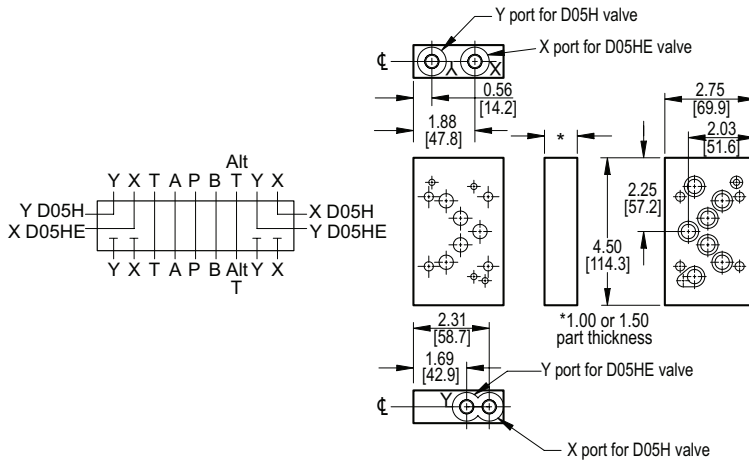 Y port for D05H valve
X port for D05HE valve
℄
Y X
0.56
[14.2]
1.88
[47.8]
*
2.75
[69.9]
2.03
[51.6]
2.25
[57.2]
4.50
[114.3]
Alt
Y X T A P B T Y X
Y D05H
X D05HE
X D05H
Y D05HE
Y X T A P B Alt Y X
T
*1.00 or 1.50
part thickness
2.31
[58.7]
1.69
[42.9]
Y port for D05HE valve
℄
Y
X port for D05H valve